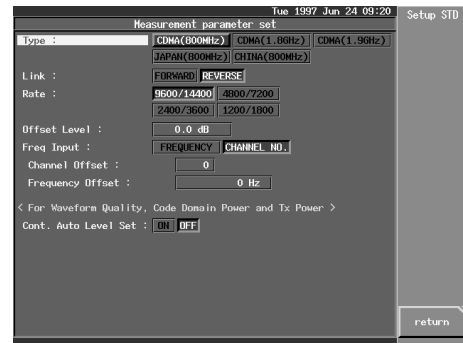 Tue 1997 Jun 24 09:20
Setup STD
Measurement parameter set
Type : CDMA(800MHz) CDMA(1.8GHz) CDMA(1.9GHz)
JAPAN(800MHz) CHINA(800MHz)
Link : FORWARD REVERSE
Rate : 9600/14400 4800/7200
2400/3600 1200/1800
Offset Level : 0.0 dB
Freq Input : FREQUENCY CHANNEL NO.
Channel Offset : 0
Frequency Offset : 0 Hz
< For Waveform Quality, Code Domain Power and Tx Power >
Cont. Auto Level Set : ON OFF
return